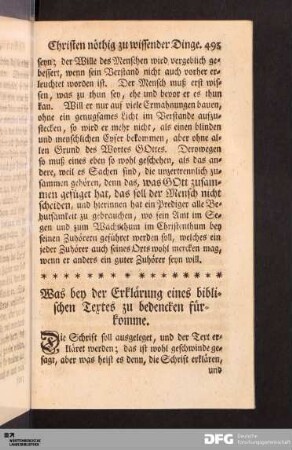 Christen nöthig zu wissender Dinge. 495
seyn; der Wille des Menschen wird vergeblich ge-
bessert, wenn sein Verstand nicht auch vorher er-
leuchtet worden ist. Der Mensch muß erst wis-
sen, was zu thun sey, ehe und bevor er es thun
kan. Will er nur auf viele Ermahnungen bauen,
ohne ein genugsames Licht im Verstande aufzu-
stecken, so wird er mehr nicht, als einen blinden
und menschlichen Eyfer bekommen, aber ohne al-
len Grund des Wortes GOttes. Derowegen
so muß eines eben so wohl geschehen, als das an-
dere, weil es Sachen sind, die unzertrennlich zu-
sammen gehören, denn das, was GOtt zusam-
men gefüget hat, das soll der Mensch nicht
scheiden, und hierinnen hat ein Prediger alle Be-
hutsamkeit zu gebrauchen, wo sein Amt im Se-
gen und zum Wachsthum im Christenthum bey
seinen Zuhörern geführet werden soll, welches ein
jeder Zuhörer auch seines Orts wohl mercken mag,
wenn er anders ein guter Zuhörer seyn will.
* * * * * * * * * * * * * * * * *
Was bey der Erklärung eines bibli-
schen Textes zu bedencken für-
komme.
Die Schrift soll ausgeleget, und der Text er-
kläret werden; das ist wohl geschwinde ge-
sagt, aber was heist es denn, die Schrift erklären,
und
WÜRTTEMBERGISCHE
LANDESBIBLIOTHEK
DFG Deutsche
Forschungsgemeinschaft